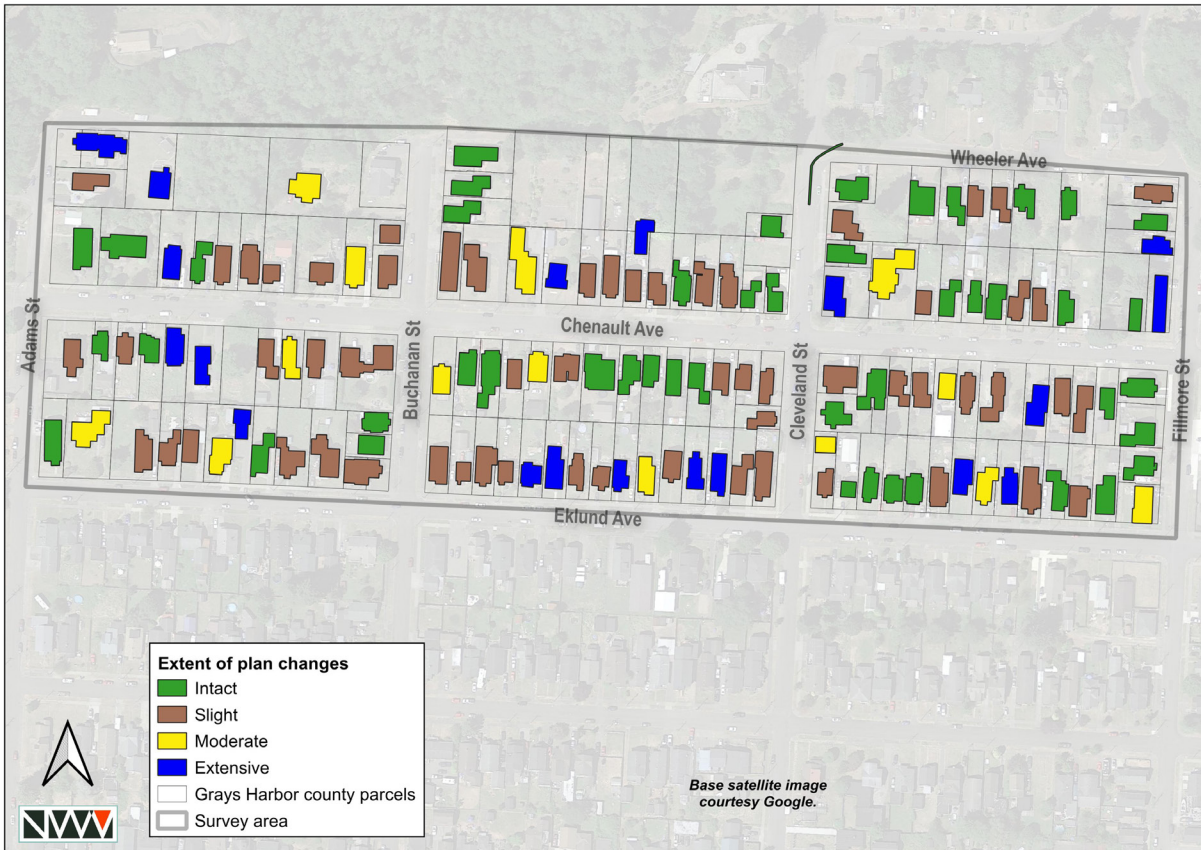 Wheeler Ave
Adams St
Buchanan St
Chenault Ave
Cleveland St
Fillmore St
Eklund Ave
Extent of plan changes
Intact
Slight
Moderate
Extensive
Grays Harbor county parcels
Survey area
Base satellite image
courtesy Google.
NWV